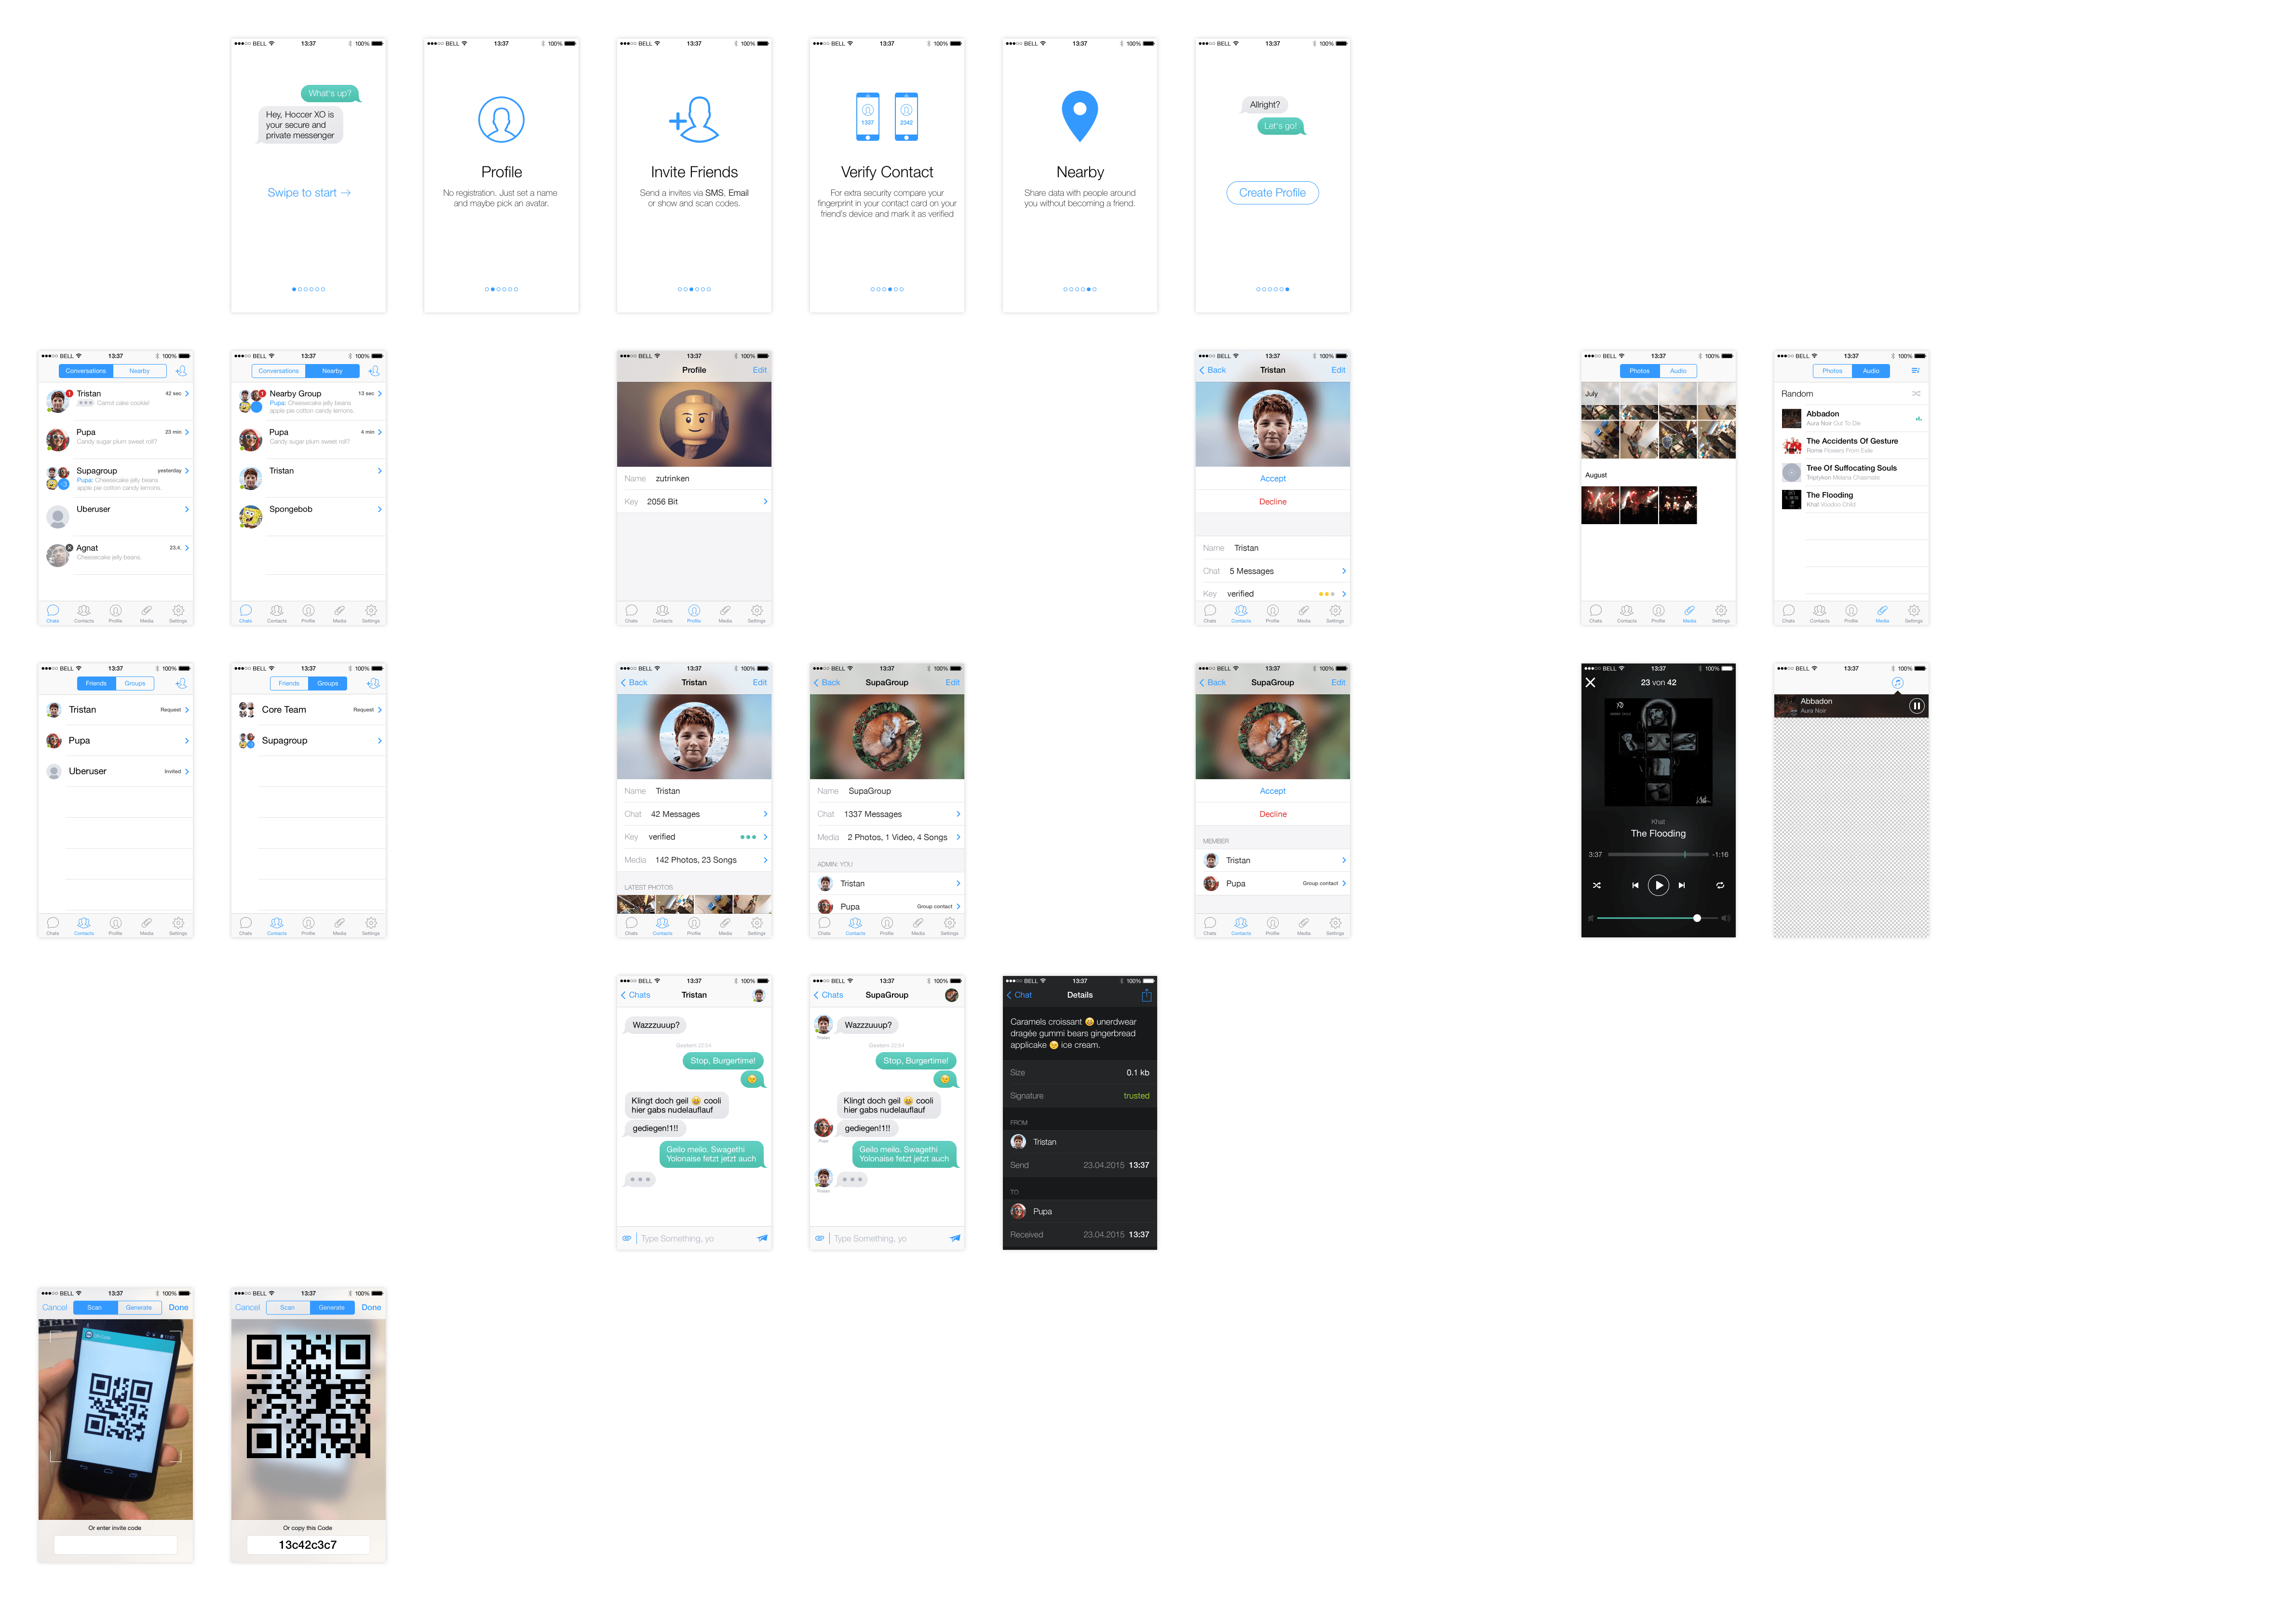 BELL 13:37 100%
What's up?
Hey, Hoccer XO is
your secure and
private messenger
Swipe to start →
BELL 13:37 100%
Profile
No registration. Just set a name
and maybe pick an avatar.
BELL 13:37 100%
Invite Friends
Send a invites via SMS, Email
or show and scan codes.
BELL 13:37 100%
1337 2342
Verify Contact
For extra security compare your
fingerprint in your contact card on your
friend's device and mark it as verified
BELL 13:37 100%
Nearby
Share data with people around
you without becoming a friend.
BELL 13:37 100%
Allright?
Let's go!
Create Profile
BELL 13:37 100%
Conversations Nearby
Tristan 42 sec
Carrot cake cookie!
Pupa 23 min
Candy sugar plum sweet roll?
Supagroup yesterday
Pupa: Cheesecake jelly beans
apple pie cotton candy lemons.
Uberuser
Agnat 23.4.
Cheesecake jelly beans.
Chats Contacts Profile Media Settings
BELL 13:37 100%
Conversations Nearby
Nearby Group 13 sec
Pupa: Cheesecake jelly beans
apple pie cotton candy lemons.
Pupa 4 min
Candy sugar plum sweet roll?
Tristan
Spongebob
Chats Contacts Profile Media Settings
BELL 13:37 100%
Profile Edit
Name zutrinken
Key 2056 Bit
Chats Contacts Profile Media Settings
BELL 13:37 100%
Back Tristan Edit
Accept
Decline
Name Tristan
Chat 5 Messages
Key verified
Chats Contacts Profile Media Settings
BELL 13:37 100%
Photos Audio
July
August
Chats Contacts Profile Media Settings
BELL 13:37 100%
Photos Audio
Random
Abbadon
Aura Noir Out To Die
The Accidents Of Gesture
Rome Flowers From Exile
Tree Of Suffocating Souls
Triptykon Melana Chasmate
The Flooding
Khat Voodoo Child
Chats Contacts Profile Media Settings
BELL 13:37 100%
Friends Groups
Tristan Request
Pupa
Uberuser Invited
Chats Contacts Profile Media Settings
BELL 13:37 100%
Friends Groups
Core Team Request
Supagroup
Chats Contacts Profile Media Settings
BELL 13:37 100%
Back Tristan Edit
Name Tristan
Chat 42 Messages
Key verified
Media 142 Photos, 23 Songs
LATEST PHOTOS
Chats Contacts Profile Media Settings
BELL 13:37 100%
Back SupaGroup Edit
Name SupaGroup
Chat 1337 Messages
Media 2 Photos, 1 Video, 4 Songs
ADMIN: YOU
Tristan
Pupa Group contact
Chats Contacts Profile Media Settings
BELL 13:37 100%
Back SupaGroup Edit
Accept
Decline
MEMBER
Tristan
Pupa Group contact
Chats Contacts Profile Media Settings
BELL 13:37 100%
23 von 42
Khat
The Flooding
3:37 -1:16
BELL 13:37 100%
Abbadon
Aura Noir
BELL 13:37 100%
Chats Tristan
Wazzzuuup?
Gestern 22:54
Stop, Burgertime!
😠
Klingt doch geil 😄 cooli
hier gabs nudelauflauf
gediegen!1!!
Geilo meilo. Swagethi
Yolonaise fetzt jetzt auch
Type Something, yo
BELL 13:37 100%
Chats SupaGroup
Wazzzuuup?
Tristan
Gestern 22:54
Stop, Burgertime!
Klingt doch geil 😄 cooli
hier gabs nudelauflauf
gediegen!1!!
Pupa
Geilo meilo. Swagethi
Yolonaise fetzt jetzt auch
Tristan
Type Something, yo
BELL 13:37 100%
Chat Details
Caramels croissant 😄 unerdwear
dragée gummi bears gingerbread
applicake 😠 ice cream.
Size 0.1 kb
Signature trusted
FROM
Tristan
Send 23.04.2015 13:37
TO
Pupa
Received 23.04.2015 13:37
BELL 13:37 100%
Cancel Scan Generate Done
Or enter invite code
BELL 13:37 100%
Cancel Scan Generate Done
Or copy this Code
13c42c3c7